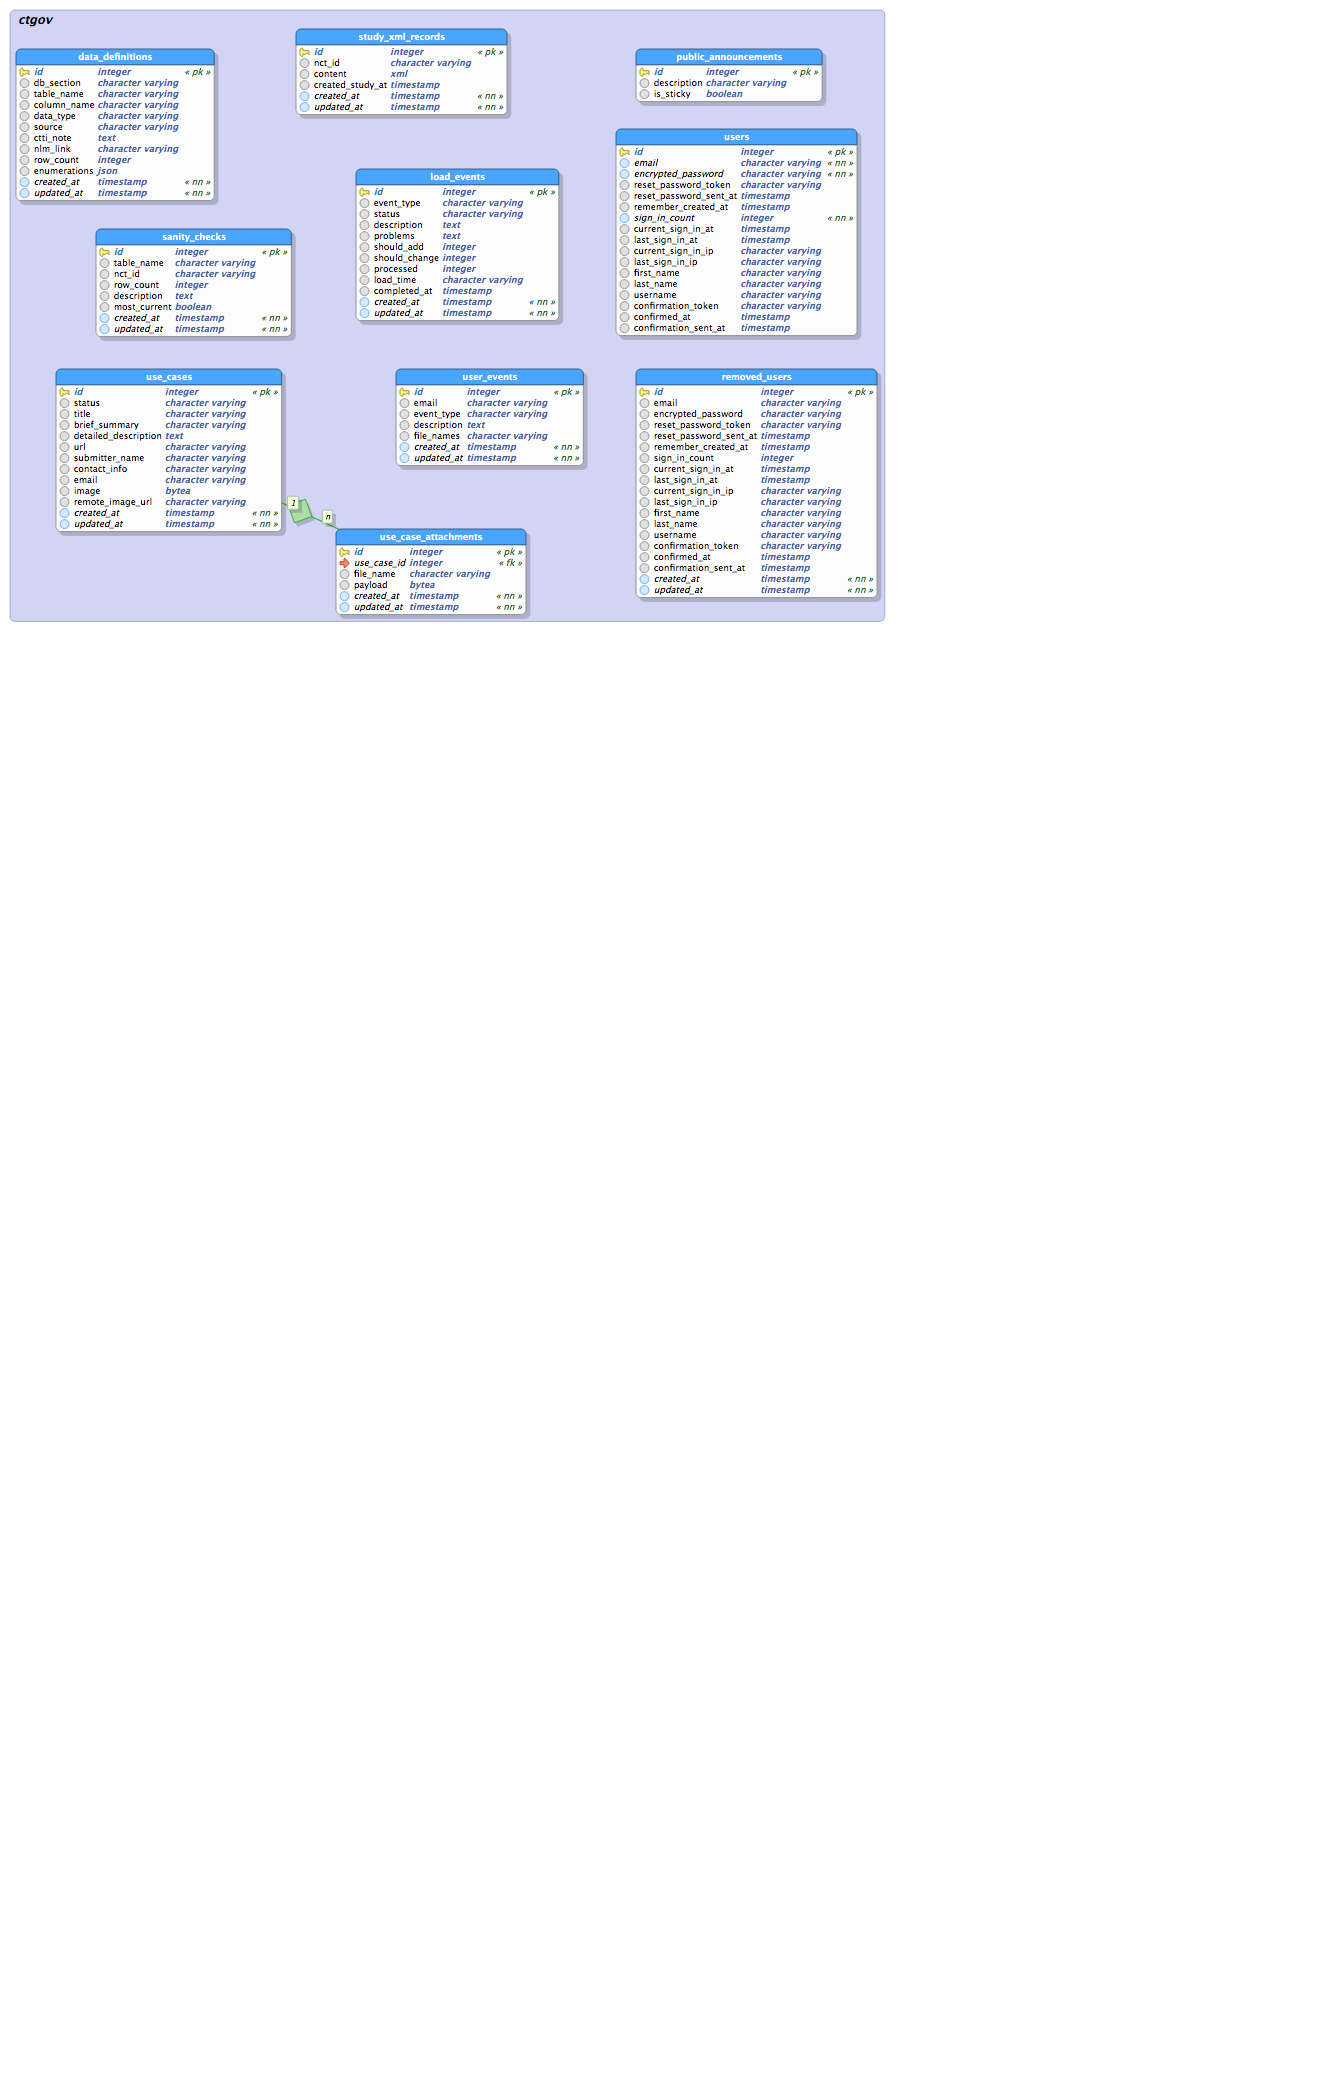 ctgov
data_definitions
id integer « pk »
db_section character varying
table_name character varying
column_name character varying
data_type character varying
source character varying
ctti_note text
nlm_link character varying
row_count integer
enumerations json
created_at timestamp « nn »
updated_at timestamp « nn »
study_xml_records
id integer « pk »
nct_id character varying
content xml
created_study_at timestamp
created_at timestamp « nn »
updated_at timestamp « nn »
public_announcements
id integer « pk »
description character varying
is_sticky boolean
users
id integer « pk »
email character varying « nn »
encrypted_password character varying « nn »
reset_password_token character varying
reset_password_sent_at timestamp
remember_created_at timestamp
sign_in_count integer « nn »
current_sign_in_at timestamp
last_sign_in_at timestamp
current_sign_in_ip character varying
last_sign_in_ip character varying
first_name character varying
last_name character varying
username character varying
confirmation_token character varying
confirmed_at timestamp
confirmation_sent_at timestamp
load_events
id integer « pk »
event_type character varying
status character varying
description text
problems text
should_add integer
should_change integer
processed integer
load_time character varying
completed_at timestamp
created_at timestamp « nn »
updated_at timestamp « nn »
sanity_checks
id integer « pk »
table_name character varying
nct_id character varying
row_count integer
description text
most_current boolean
created_at timestamp « nn »
updated_at timestamp « nn »
use_cases
id integer « pk »
status character varying
title character varying
brief_summary character varying
detailed_description text
url character varying
submitter_name character varying
contact_info character varying
email character varying
image bytea
remote_image_url character varying
created_at timestamp « nn »
updated_at timestamp « nn »
user_events
id integer « pk »
email character varying
event_type character varying
description text
file_names character varying
created_at timestamp « nn »
updated_at timestamp « nn »
removed_users
id integer « pk »
email character varying
encrypted_password character varying
reset_password_token character varying
reset_password_sent_at timestamp
remember_created_at timestamp
sign_in_count integer
current_sign_in_at timestamp
last_sign_in_at timestamp
current_sign_in_ip character varying
last_sign_in_ip character varying
first_name character varying
last_name character varying
username character varying
confirmation_token character varying
confirmed_at timestamp
confirmation_sent_at timestamp
created_at timestamp « nn »
updated_at timestamp « nn »
1
n
use_case_attachments
id integer « pk »
use_case_id integer « fk »
file_name character varying
payload bytea
created_at timestamp « nn »
updated_at timestamp « nn »